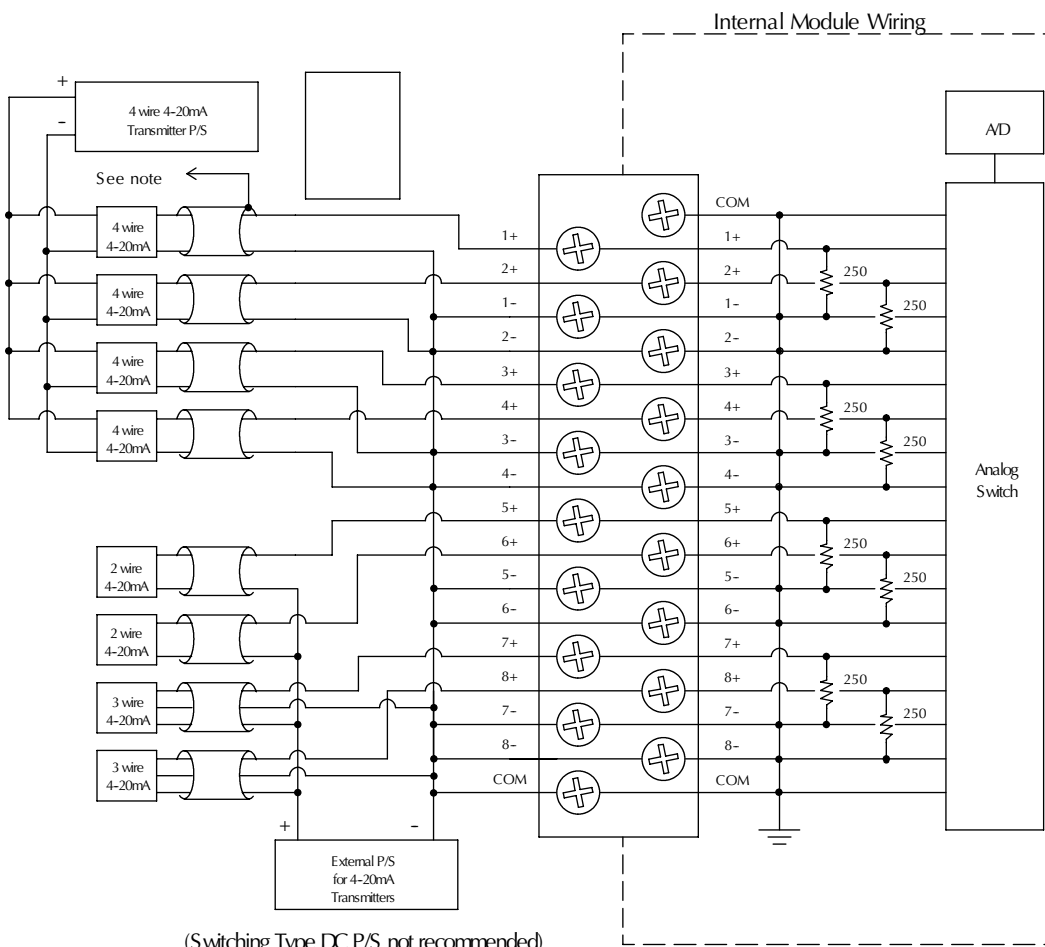 Internal Module Wiring
+
4 wire 4-20mA
Transmitter P/S
-
A/D
See note
4 wire
4-20mA
4 wire
4-20mA
4 wire
4-20mA
4 wire
4-20mA
2 wire
4-20mA
2 wire
4-20mA
3 wire
4-20mA
3 wire
4-20mA
1+
2+
1-
2-
3+
4+
3-
4-
5+
6+
5-
6-
7+
8+
7-
8-
COM
COM
1+
2+
1-
2-
3+
4+
3-
4-
5+
6+
5-
6-
7+
8+
7-
8-
COM
250
250
250
250
250
250
250
250
Analog
Switch
+
-
External P/S
for 4-20mA
Transmitters
(Switching Type DC P/S not recommended)